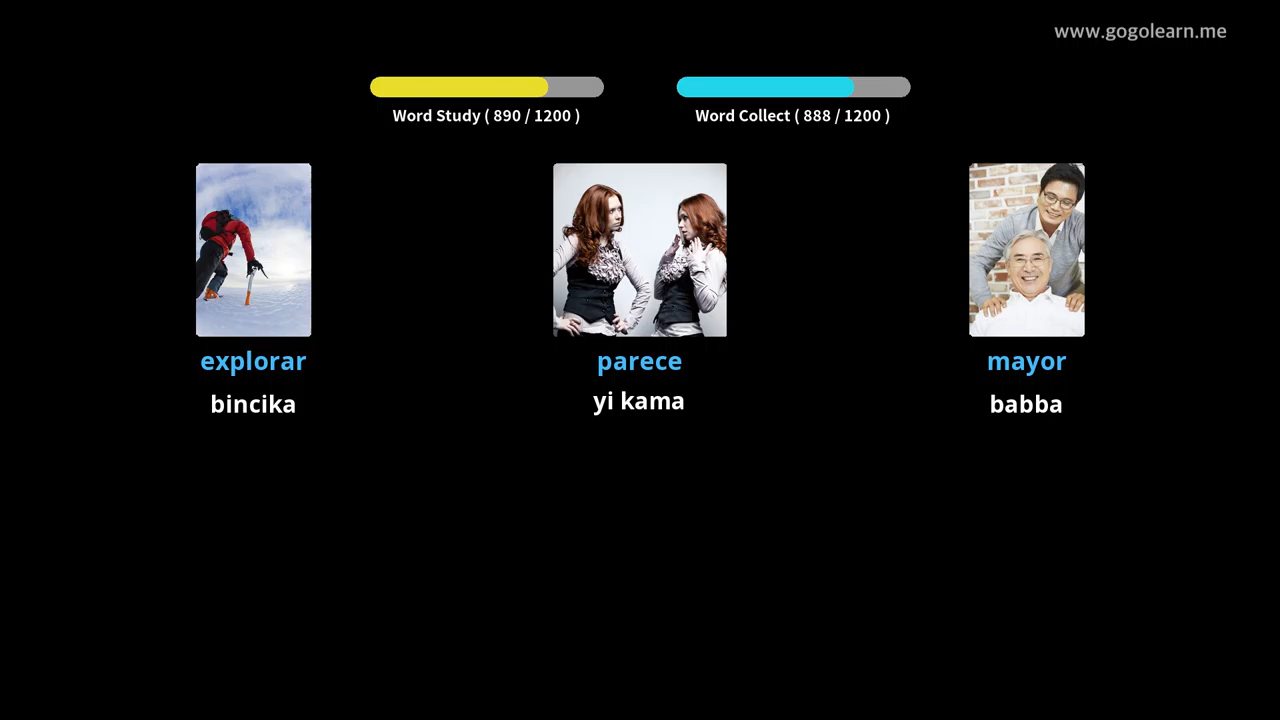 www.gogolearn.me
Word Study ( 890 / 1200 )
Word Collect ( 888 / 1200 )
explorar
parece
mayor
bincika
yi kama
babba